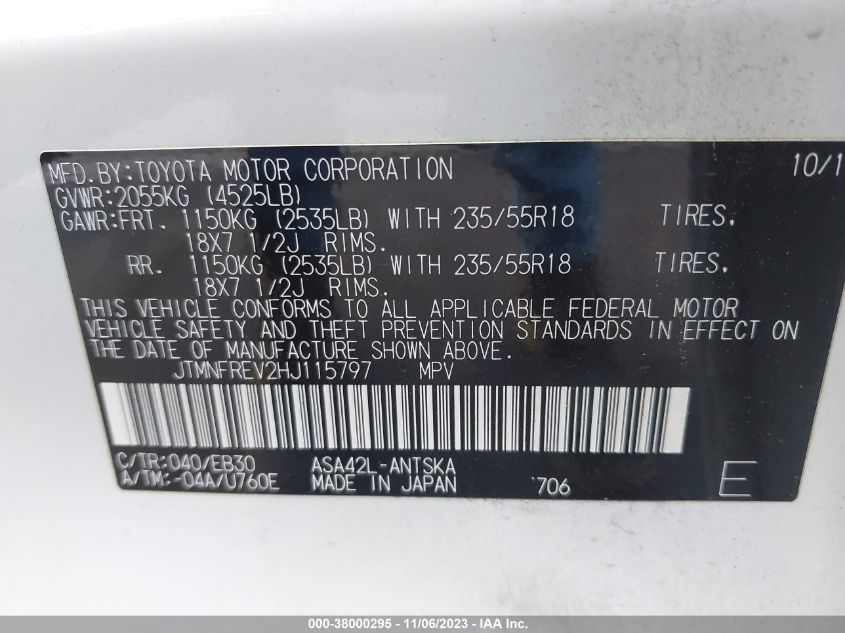 MFD.BY:TOYOTA MOTOR CORPORATION 10/1
GVWR:2055KG (4525LB)
GAWR:FRT. 1150KG (2535LB) WITH 235/55R18 TIRES.
18X7 1/2J RIMS.
RR. 1150KG (2535LB) WITH 235/55R18 TIRES.
18X7 1/2J RIMS.
THIS VEHICLE CONFORMS TO ALL APPLICABLE FEDERAL MOTOR
VEHICLE SAFETY AND THEFT PREVENTION STANDARDS IN EFFECT ON
THE DATE OF MANUFACTURE SHOWN ABOVE.
JTMNFREV2HJ115797 MPV
C/TR:040/EB30 ASA42L-ANTSKA
A/TM:-04A/U760E MADE IN JAPAN '706 E
000-38000295 - 11/06/2023 - IAA Inc.